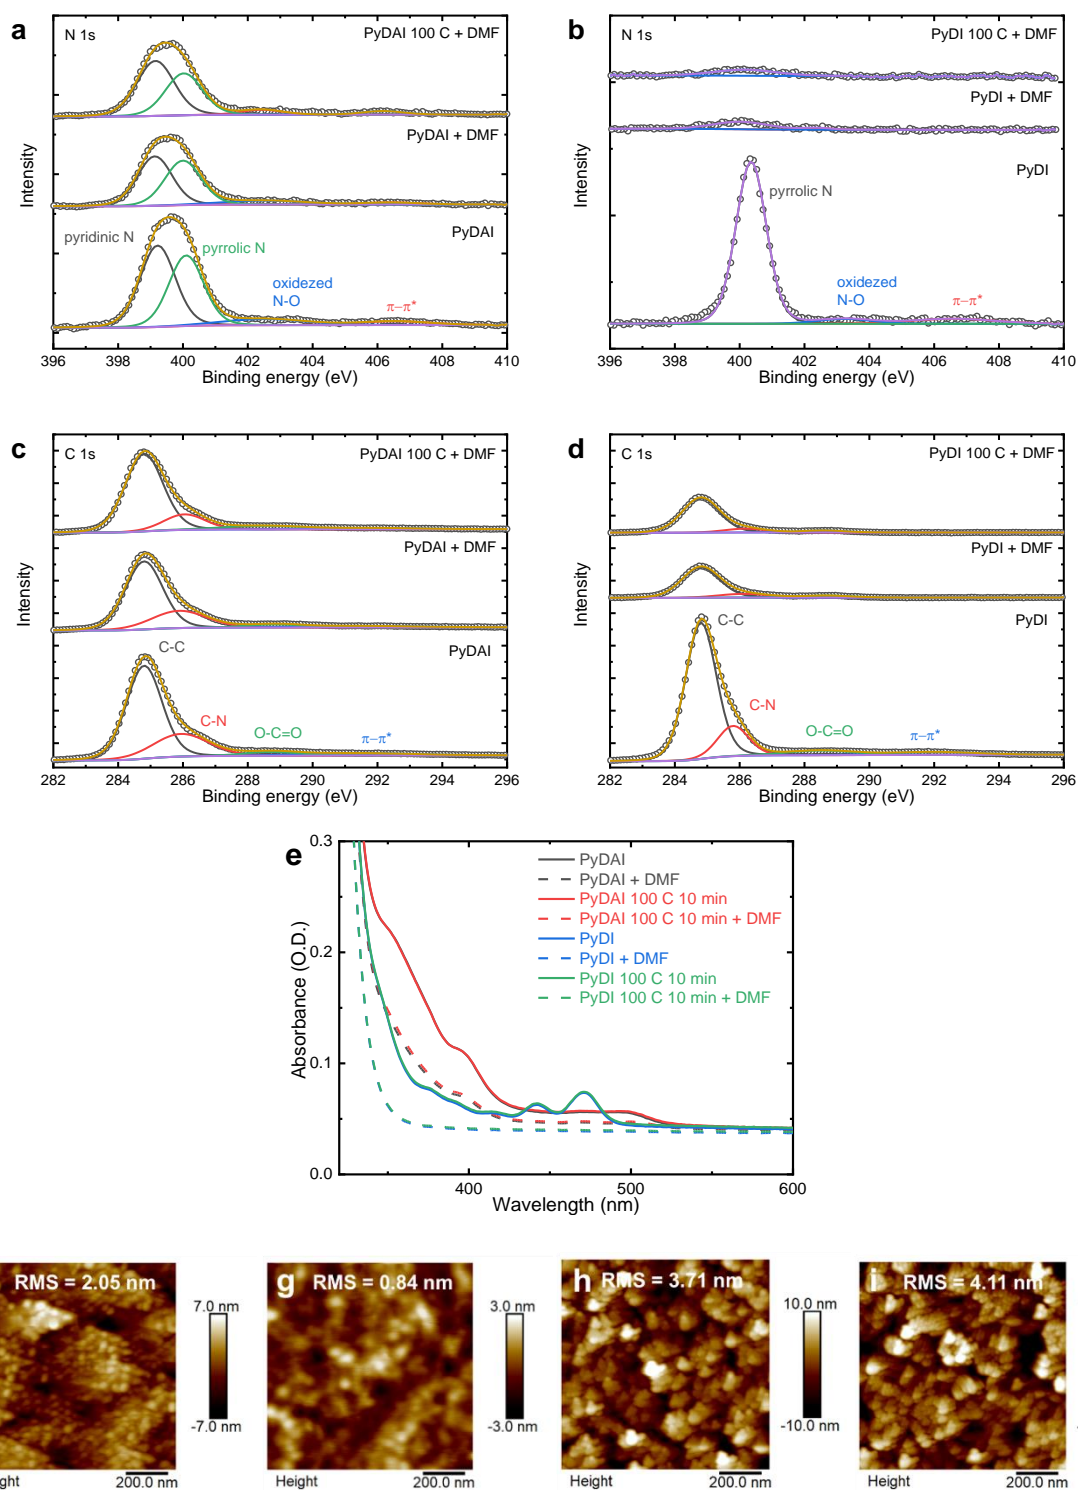 a
N 1s
PyDAI 100 C + DMF
PyDAI + DMF
PyDAI
pyridinic N
pyrrolic N
oxidezed
N-O
π–π*
Intensity
396 398 400 402 404 406 408 410
Binding energy (eV)
b
N 1s
PyDI 100 C + DMF
PyDI + DMF
PyDI
pyrrolic N
oxidezed
N-O
π–π*
Intensity
396 398 400 402 404 406 408 410
Binding energy (eV)
c
C 1s
PyDAI 100 C + DMF
PyDAI + DMF
PyDAI
C-C
C-N
O-C=O
π–π*
Intensity
282 284 286 288 290 292 294 296
Binding energy (eV)
d
C 1s
PyDI 100 C + DMF
PyDI + DMF
PyDI
C-C
C-N
O-C=O
π–π*
Intensity
282 284 286 288 290 292 294 296
Binding energy (eV)
e
PyDAI
PyDAI + DMF
PyDAI 100 C 10 min
PyDAI 100 C 10 min + DMF
PyDI
PyDI + DMF
PyDI 100 C 10 min
PyDI 100 C 10 min + DMF
0.3
0.2
0.1
0.0
Absorbance (O.D.)
400 500 600
Wavelength (nm)
RMS = 2.05 nm
7.0 nm
-7.0 nm
ght
200.0 nm
g
RMS = 0.84 nm
3.0 nm
-3.0 nm
Height
200.0 nm
h
RMS = 3.71 nm
10.0 nm
-10.0 nm
Height
200.0 nm
i
RMS = 4.11 nm
Height
200.0 nm